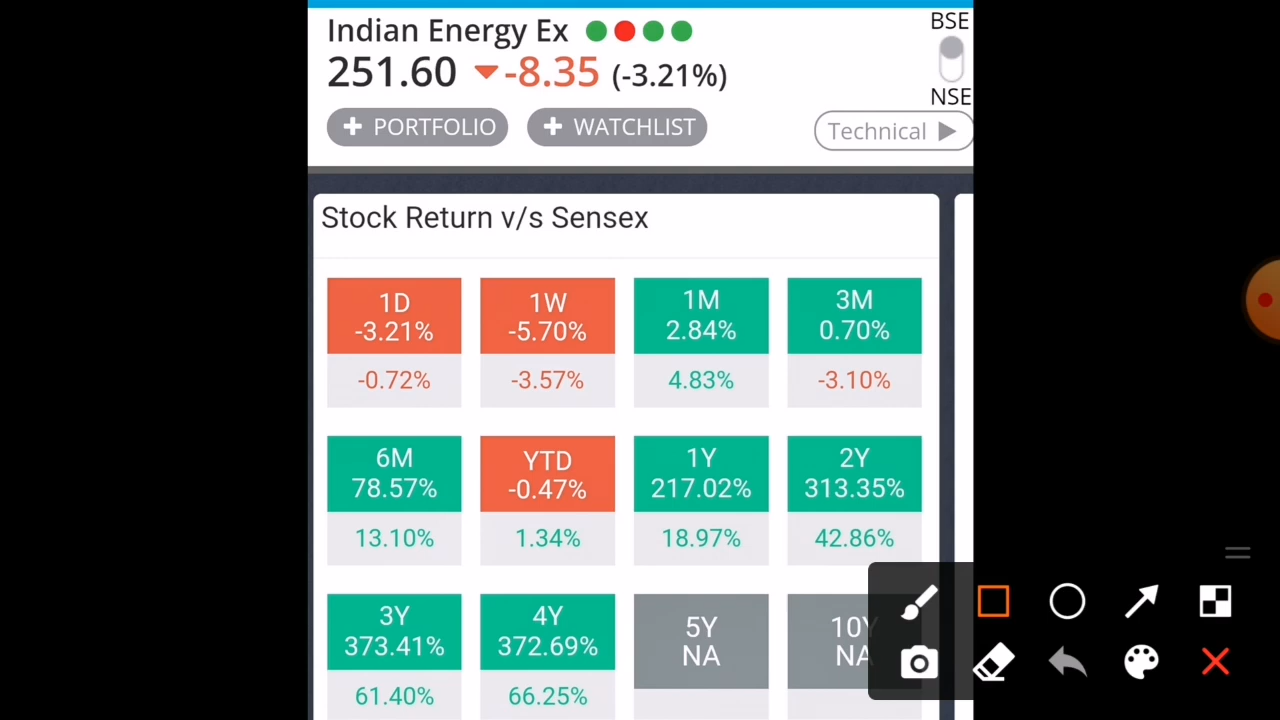 Indian Energy Ex
BSE
251.60 -8.35 (-3.21%)
NSE
+ PORTFOLIO + WATCHLIST
Technical
Stock Return v/s Sensex
1D 1W 1M 3M
-3.21% -5.70% 2.84% 0.70%
-0.72% -3.57% 4.83% -3.10%
6M YTD 1Y 2Y
78.57% -0.47% 217.02% 313.35%
13.10% 1.34% 18.97% 42.86%
3Y 4Y 5Y 10Y
373.41% 372.69% NA NA
61.40% 66.25%